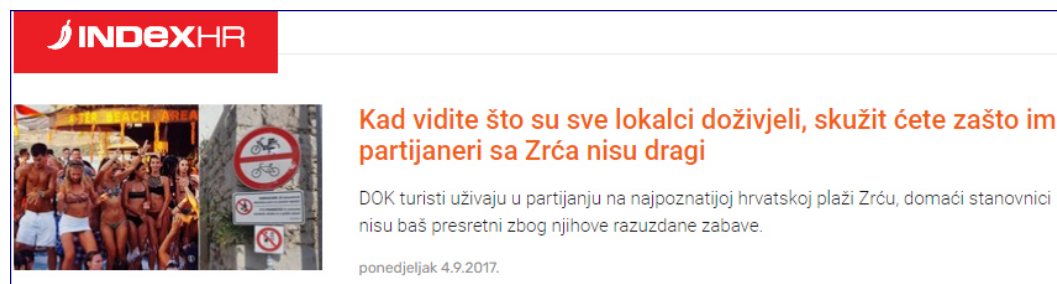 INDEXHR
Kad vidite što su sve lokalci doživjeli, skužit ćete zašto im
partijaneri sa Zrća nisu dragi
DOK turisti uživaju u partijanju na najpoznatijoj hrvatskoj plaži Zrću, domaći stanovnici
nisu baš presretni zbog njihove razuzdane zabave.
ponedjeljak 4.9.2017.
BEACH AREA